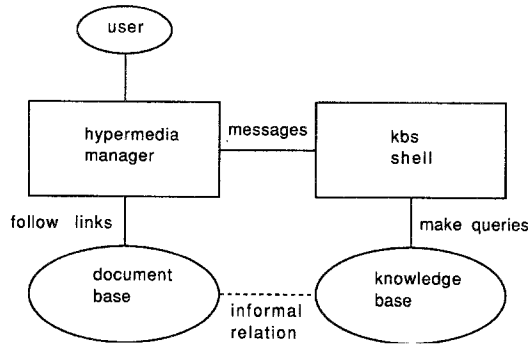 user
hypermedia
manager
messages
kbs
shell
follow links
make queries
document
base
informal
relation
knowledge
base